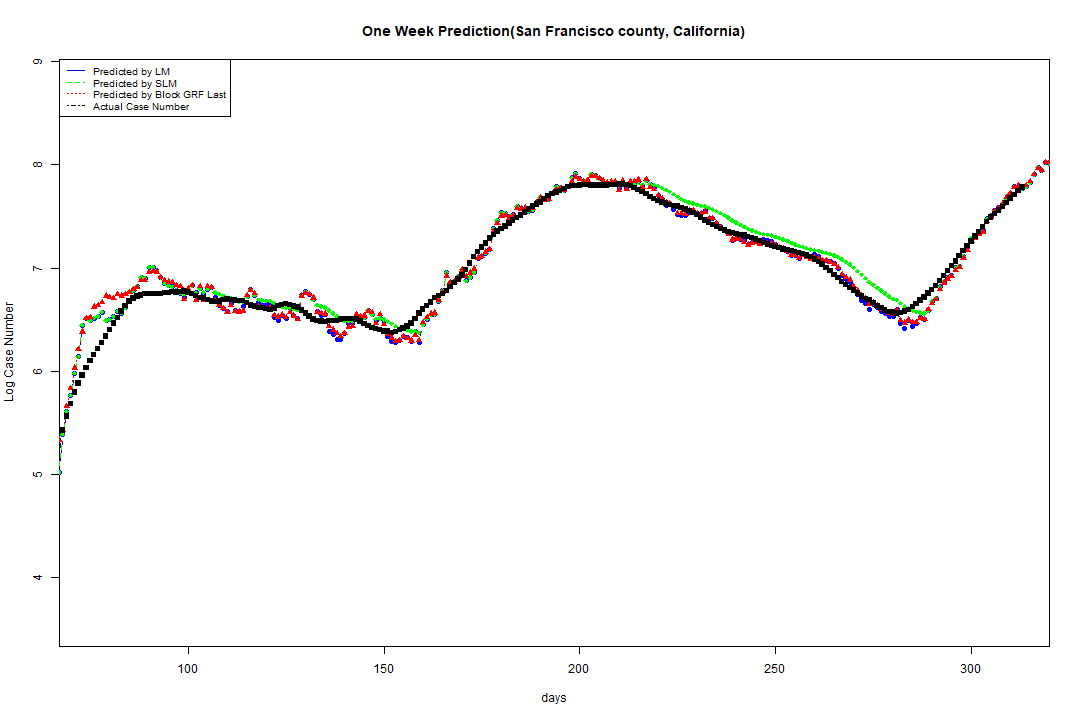 One Week Prediction(San Francisco county, California)
Predicted by LM
Predicted by SLM
Predicted by Block GRF Last
Actual Case Number
9
8
7
6
5
4
Log Case Number
100 150 200 250 300
days